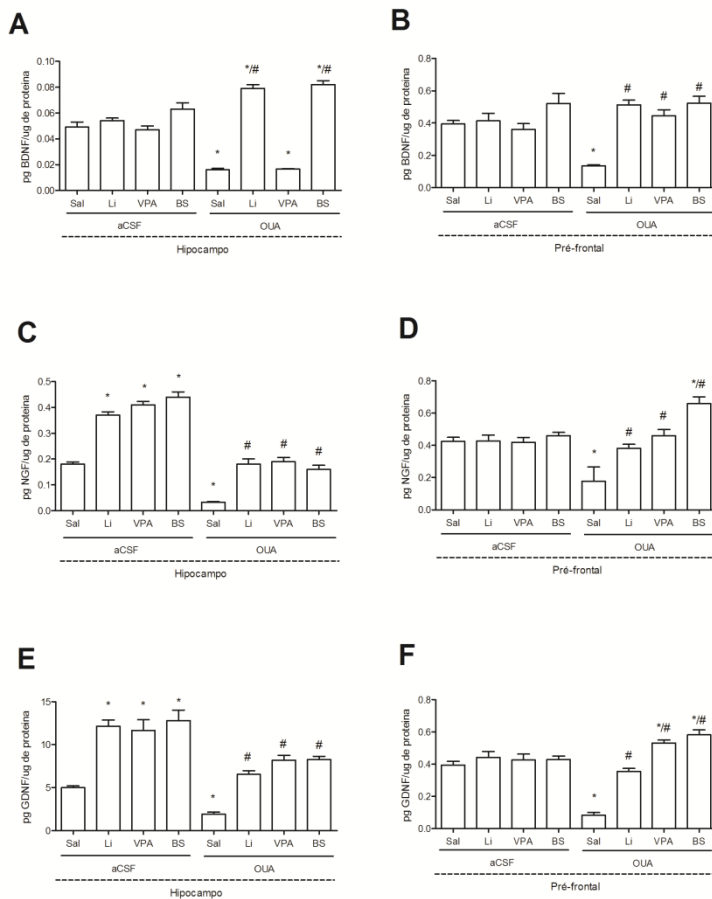 A
pg BDNF/ug de proteina
0.10
0.08
0.06
0.04
0.02
0.00
*/#
*/#
*
*
Sal Li VPA BS Sal Li VPA BS
aCSF OUA
Hipocampo
B
pg BDNF/ug de proteina
0.8
0.6
0.4
0.2
0.0
# # #
*
Sal Li VPA BS Sal Li VPA BS
aCSF OUA
Pré-frontal
C
pg NGF/ug de proteina
0.5
0.4
0.3
0.2
0.1
0.0
* * *
* # # #
Sal Li VPA BS Sal Li VPA BS
aCSF OUA
Hipocampo
D
pg NGF/ug de proteina
0.8
0.6
0.4
0.2
0.0
* # # */#
Sal Li VPA BS Sal Li VPA BS
aCSF OUA
Pré-frontal
E
pg GDNF/ug de proteina
15
10
5
0
* * *
* # # #
Sal Li VPA BS Sal Li VPA BS
aCSF OUA
Hipocampo
F
pg GDNF/ug de proteina
0.8
0.6
0.4
0.2
0.0
* # */# */#
Sal Li VPA BS Sal Li VPA BS
aCSF OUA
Pré-frontal